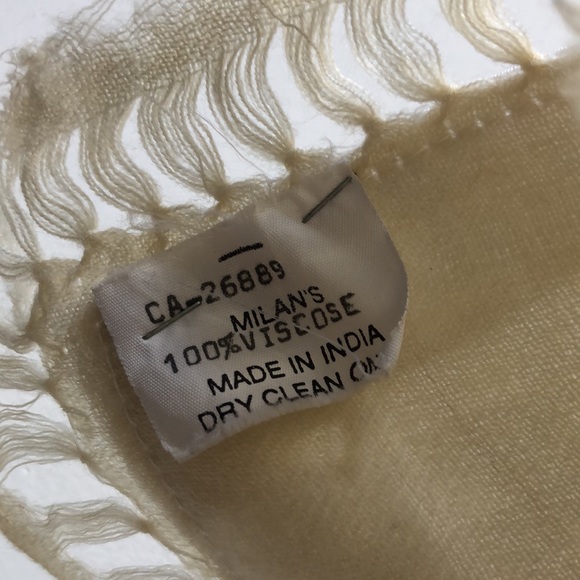 CA-26889
MILAN'S
100%VISCOSE
MADE IN INDIA
DRY CLEAN